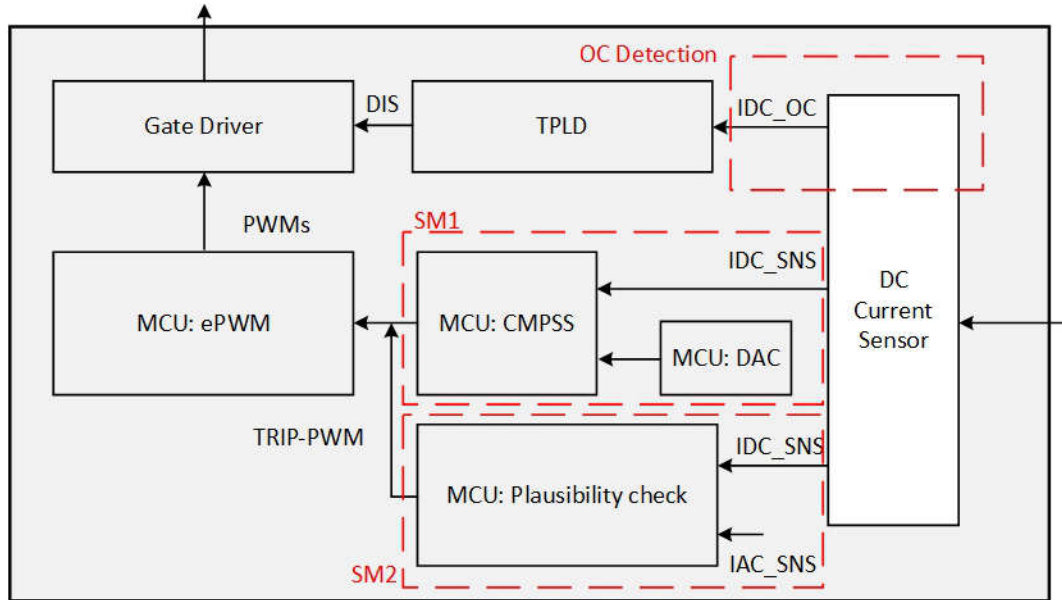 OC Detection
IDC_OC
DIS
Gate Driver
TPLD
PWMs
SM1
IDC_SNS
DC
Current
Sensor
MCU: ePWM
MCU: CMPSS
MCU: DAC
TRIP-PWM
IDC_SNS
MCU: Plausibility check
IAC_SNS
SM2